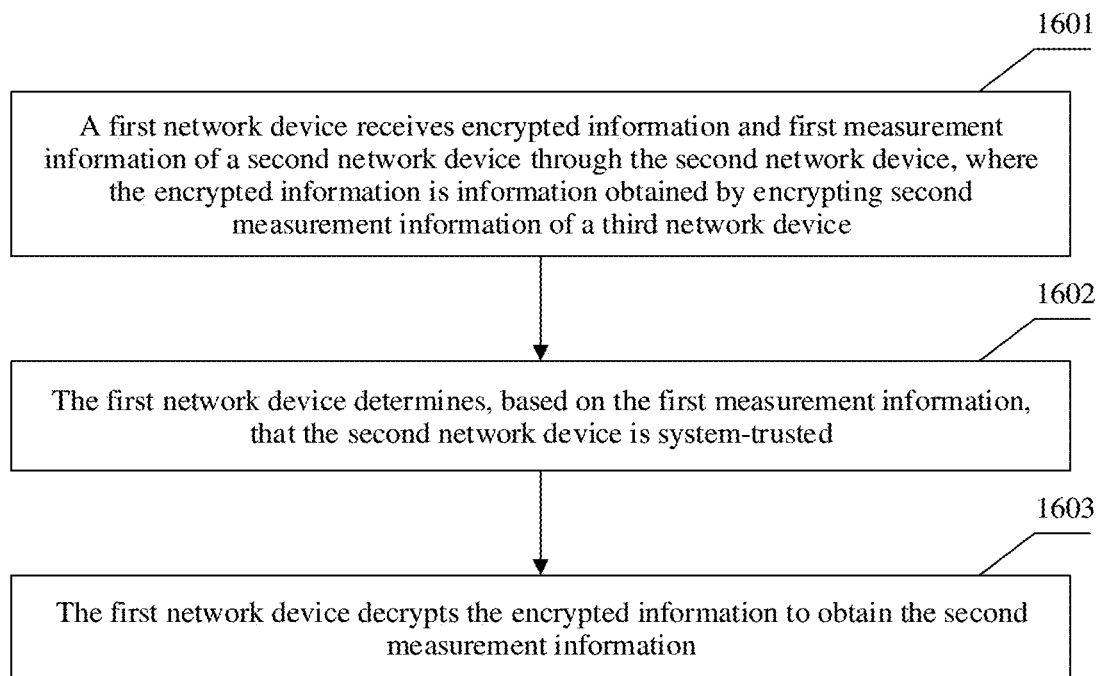 1601
A first network device receives encrypted information and first measurement
information of a second network device through the second network device, where
the encrypted information is information obtained by encrypting second
measurement information of a third network device
1602
The first network device determines, based on the first measurement information,
that the second network device is system-trusted
1603
The first network device decrypts the encrypted information to obtain the second
measurement information